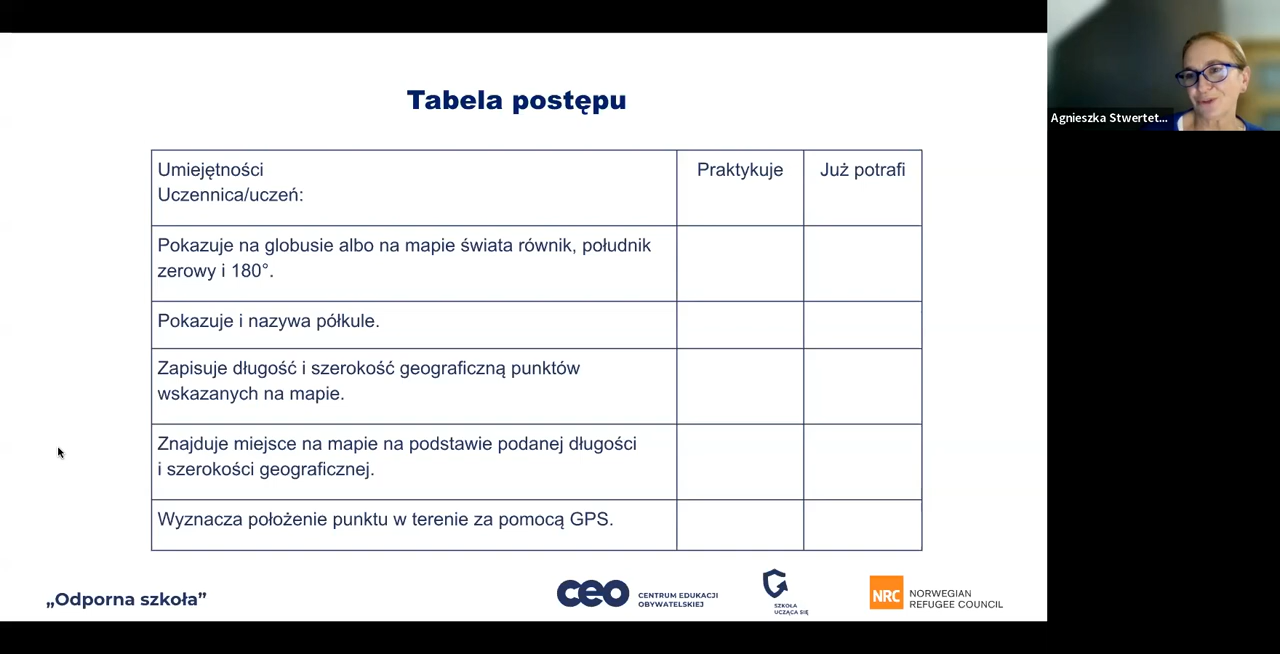 Tabela postępu
Umiejętności
Uczennica/uczeń:
Praktykuje
Już potrafi
Pokazuje na globusie albo na mapie świata równik, południk
zerowy i 180°.
Pokazuje i nazywa półkule.
Zapisuje długość i szerokość geograficzną punktów
wskazanych na mapie.
Znajduje miejsce na mapie na podstawie podanej długości
i szerokości geograficznej.
Wyznacza położenie punktu w terenie za pomocą GPS.
„Odporna szkoła”
ceo
CENTRUM EDUKACJI
OBYWATELSKIEJ
SZKOŁA
UCZĄCA SIĘ
NRC
NORWEGIAN
REFUGEE COUNCIL
Agnieszka Stwertet...